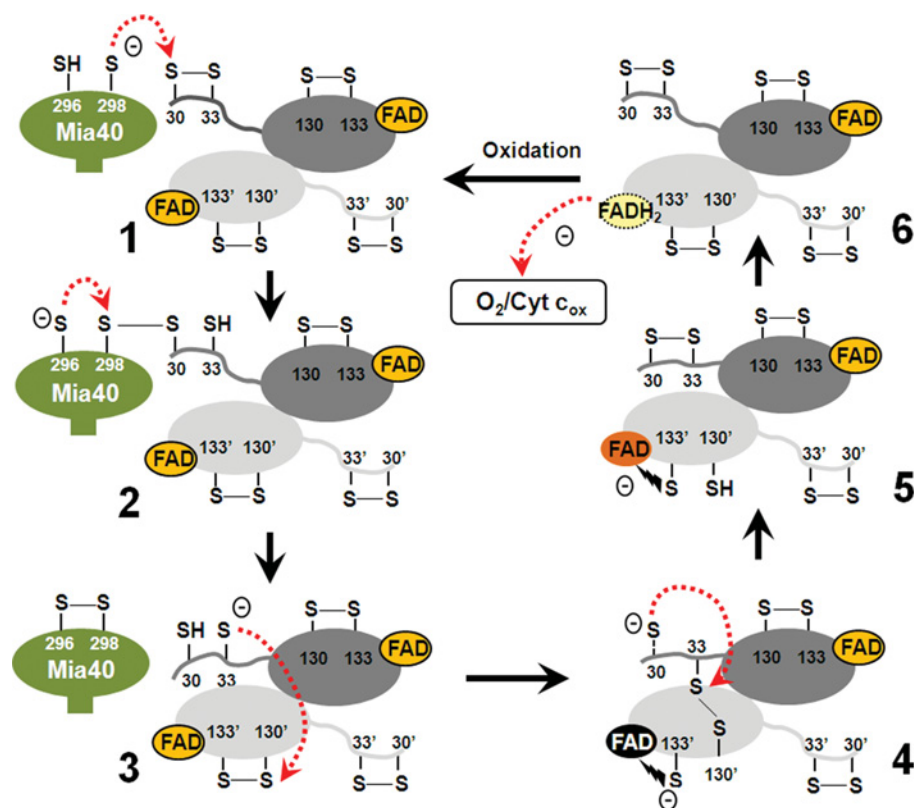 SH S ⊖ S S S S
296 298 30 33 130 133 FAD
Mia40
FAD 133' 130' 33' 30'
S S S S
1
Oxidation
S S S S
30 33 130 133 FAD
FADH2 133' 130' 33' 30'
⊖ S S S S
6
O2/Cyt cox
⊖ S S S SH S S
296 298 30 33 130 133 FAD
Mia40
FAD 133' 130' 33' 30'
S S S S
2
S S S S
30 33 130 133 FAD
FAD 133' 130' 33' 30'
⊖ S SH S S
5
S S SH S ⊖ S S
296 298 30 33 130 133 FAD
Mia40
FAD 133' 130' 33' 30'
S S S S
3
⊖ S S S
30 33 130 133 FAD
S
S
FAD 133' 130' 33' 30'
S ⊖ S S
4